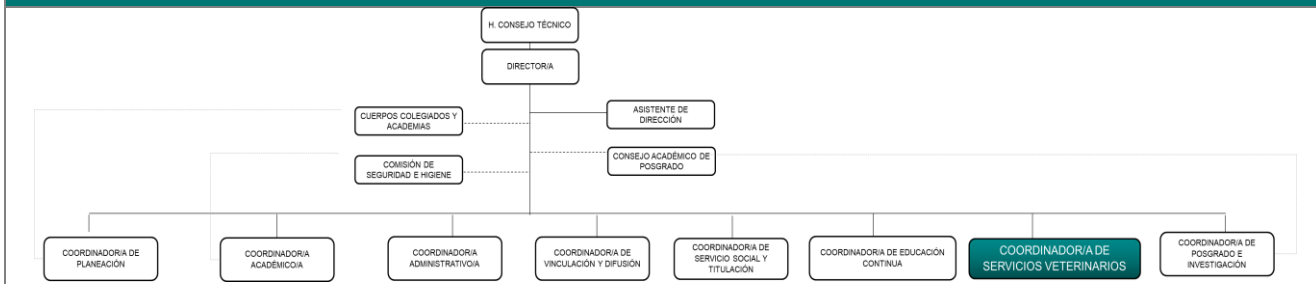 H. CONSEJO TÉCNICO
DIRECTOR/A
CUERPOS COLEGIADOS Y
ACADEMIAS
ASISTENTE DE
DIRECCIÓN
COMISIÓN DE
SEGURIDAD E HIGIENE
CONSEJO ACADÉMICO DE
POSGRADO
COORDINADOR/A DE
PLANEACIÓN
COORDINADOR/A
ACADÉMICO/A
COORDINADOR/A
ADMINISTRATIVO/A
COORDINADOR/A DE
VINCULACIÓN Y DIFUSIÓN
COORDINADOR/A DE
SERVICIO SOCIAL Y
TITULACIÓN
COORDINADOR/A DE EDUCACIÓN
CONTINUA
COORDINADOR/A DE
SERVICIOS VETERINARIOS
COORDINADOR/A DE
POSGRADO E
INVESTIGACIÓN